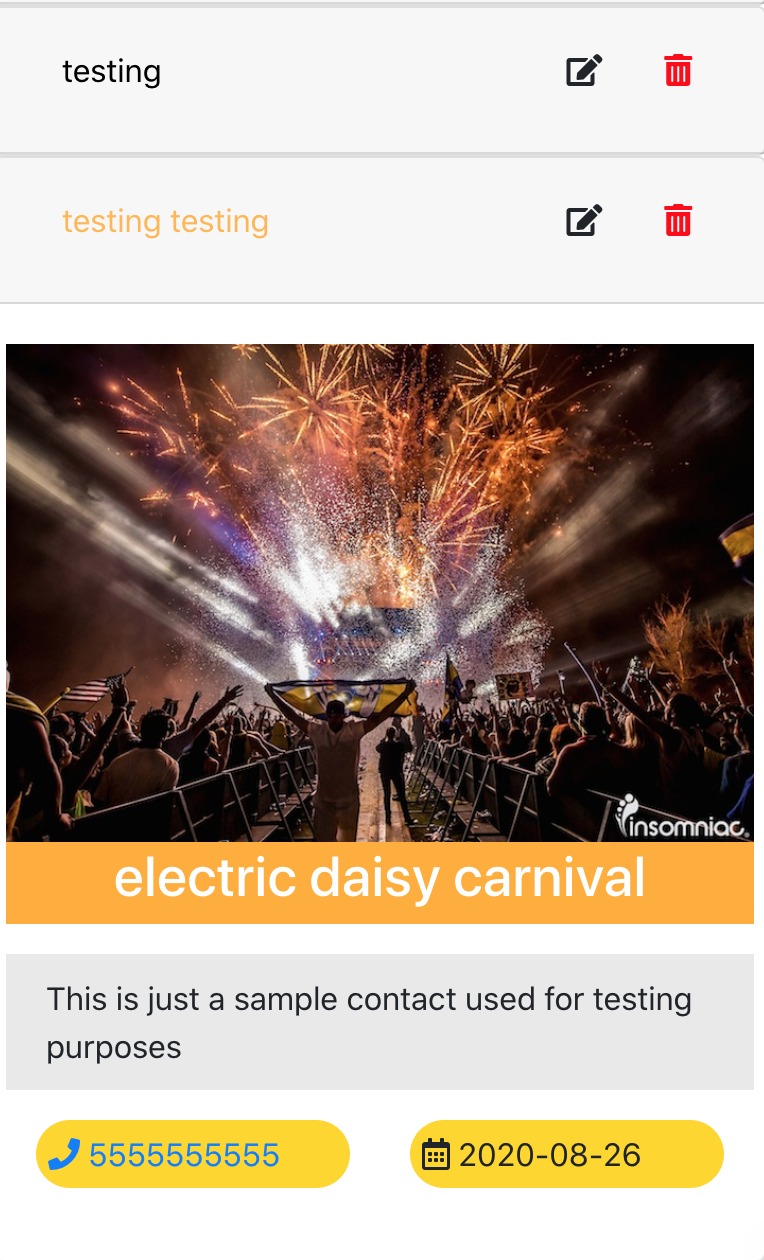 testing
testing testing
insomniac
electric daisy carnival
This is just a sample contact used for testing
purposes
5555555555
2020-08-26